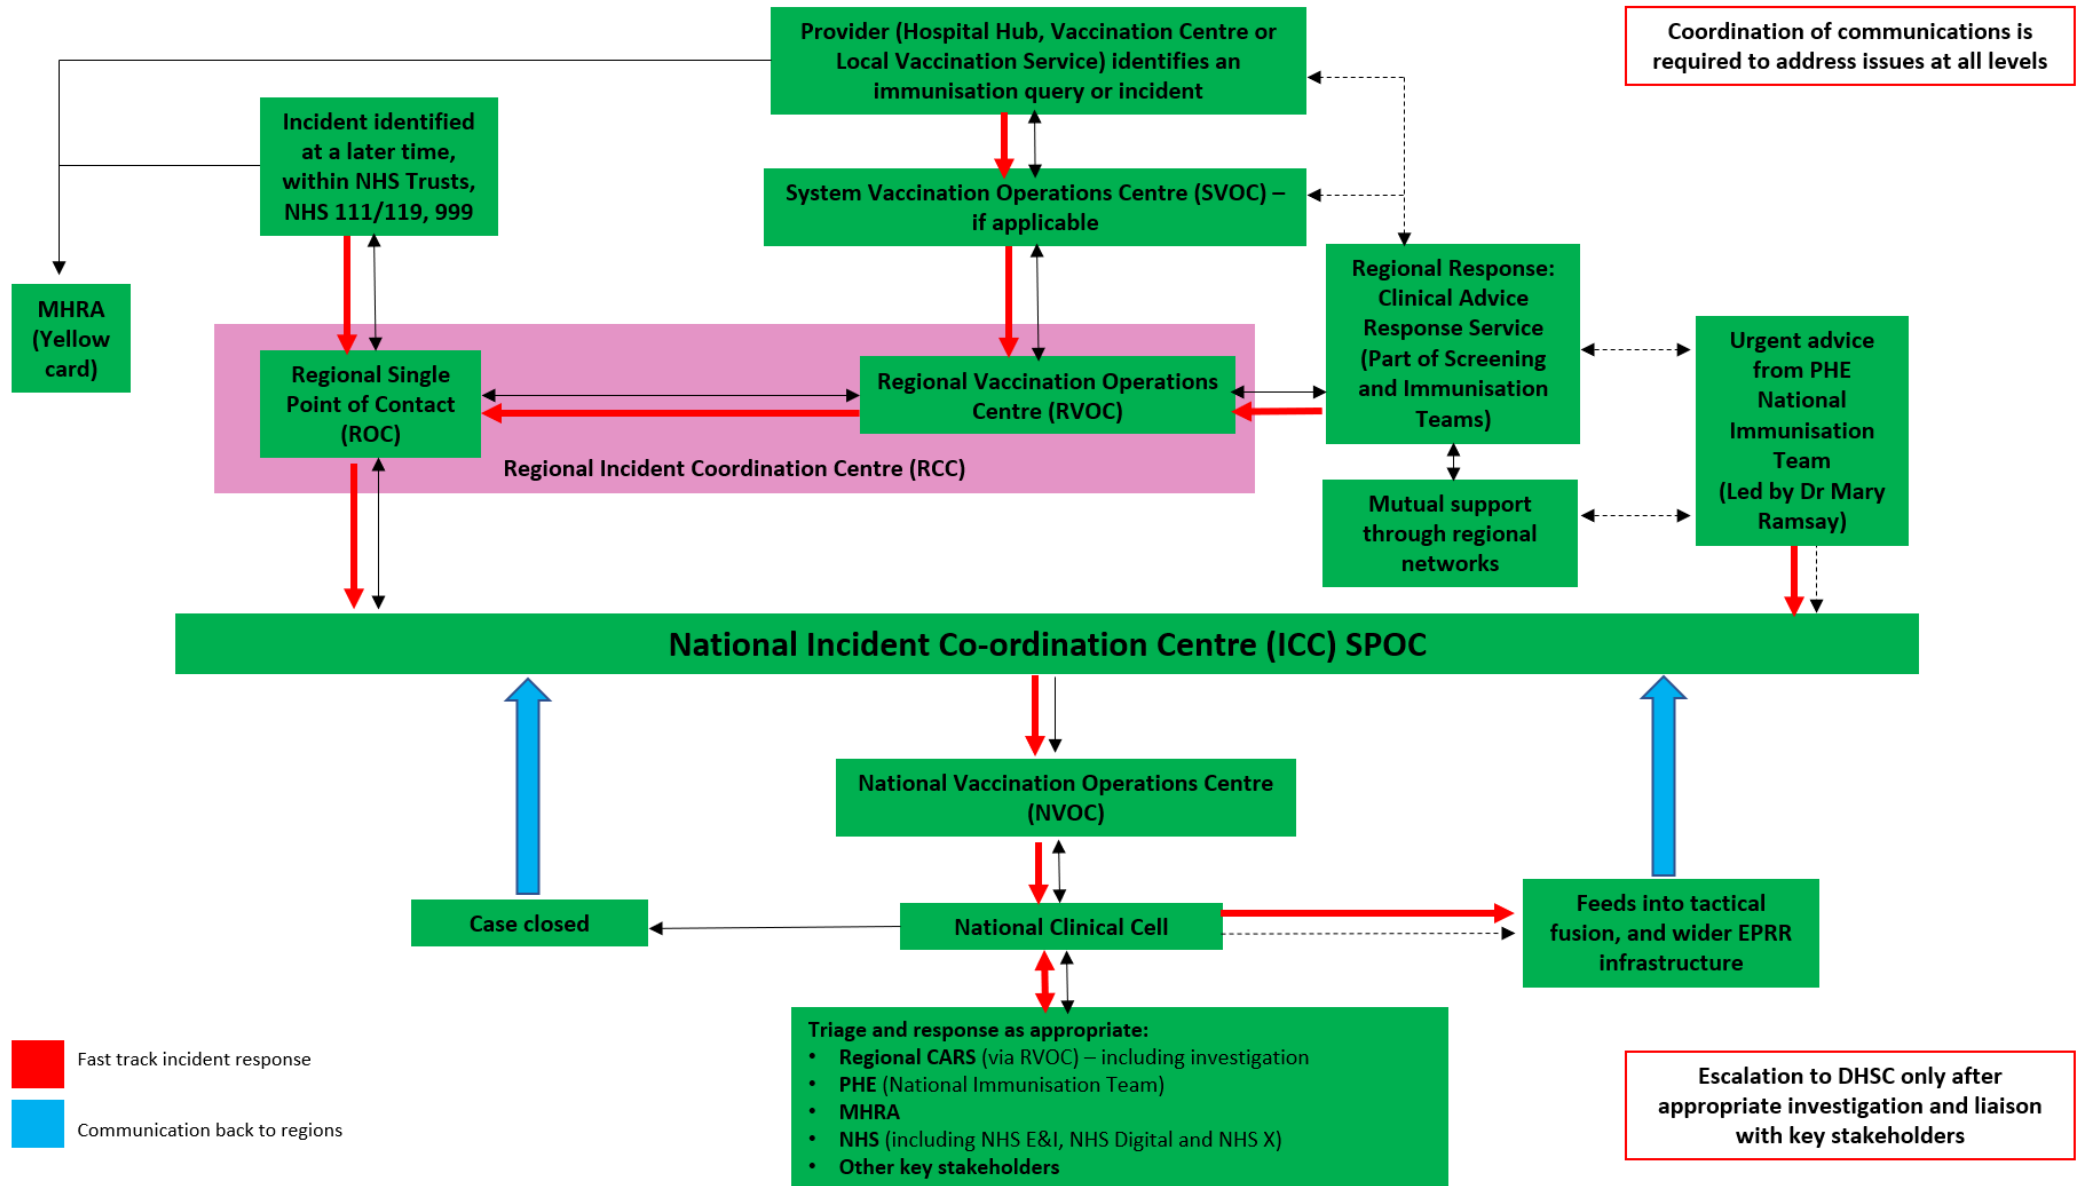 Provider (Hospital Hub, Vaccination Centre or
Local Vaccination Service) identifies an
immunisation query or incident
Coordination of communications is
required to address issues at all levels
Incident identified
at a later time,
within NHS Trusts,
NHS 111/119, 999
System Vaccination Operations Centre (SVOC) –
if applicable
MHRA
(Yellow
card)
Regional Response:
Clinical Advice
Response Service
(Part of Screening
and Immunisation
Teams)
Urgent advice
from PHE
National
Immunisation
Team
(Led by Dr Mary
Ramsay)
Regional Single
Point of Contact
(ROC)
Regional Vaccination Operations
Centre (RVOC)
Regional Incident Coordination Centre (RCC)
Mutual support
through regional
networks
National Incident Co-ordination Centre (ICC) SPOC
National Vaccination Operations Centre
(NVOC)
Case closed
National Clinical Cell
Feeds into tactical
fusion, and wider EPRR
infrastructure
Triage and response as appropriate:
• Regional CARS (via RVOC) – including investigation
• PHE (National Immunisation Team)
• MHRA
• NHS (including NHS E&I, NHS Digital and NHS X)
• Other key stakeholders
Fast track incident response
Communication back to regions
Escalation to DHSC only after
appropriate investigation and liaison
with key stakeholders